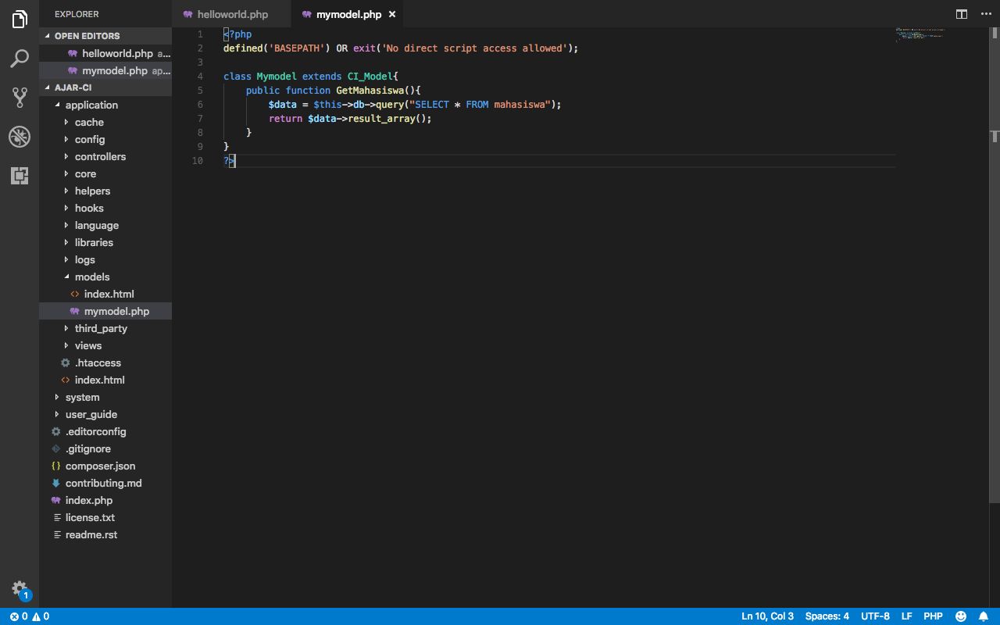 EXPLORER
OPEN EDITORS
helloworld.php a...
mymodel.php ap...
AJAR-CI
application
cache
config
controllers
core
helpers
hooks
language
libraries
logs
models
index.html
mymodel.php
third_party
views
.htaccess
index.html
system
user_guide
.editorconfig
.gitignore
composer.json
contributing.md
index.php
license.txt
readme.rst
1
helloworld.php
mymodel.php
1 <?php
2 defined('BASEPATH') OR exit('No direct script access allowed');
3
4 class Mymodel extends CI_Model{
5     public function GetMahasiswa(){
6         $data = $this->db->query("SELECT * FROM mahasiswa");
7         return $data->result_array();
8     }
9 }
10 ?>
0 0
Ln 10, Col 3 Spaces: 4 UTF-8 LF PHP